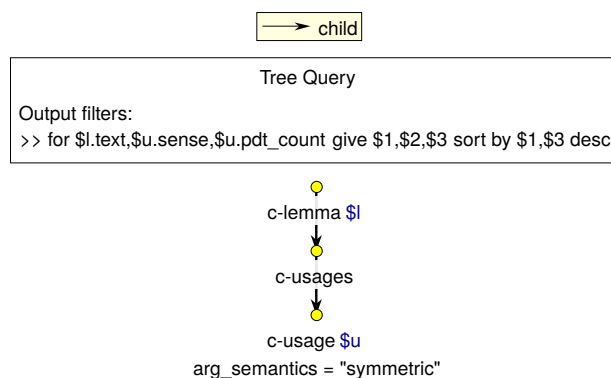 child
Tree Query
Output filters:
>> for $l.text,$u.sense,$u.pdt_count give $1,$2,$3 sort by $1,$3 desc
c-lemma $l
c-usages
c-usage $u
arg_semantics = "symmetric"